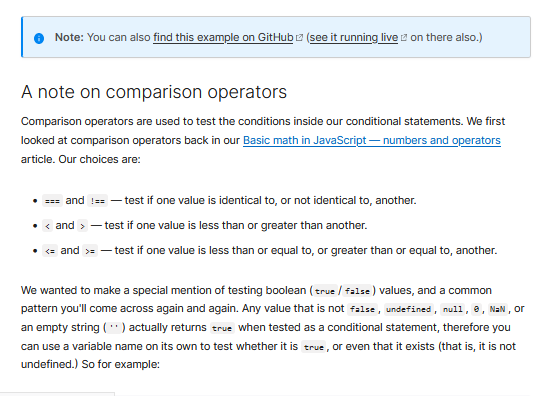 Note: You can also find this example on GitHub (see it running live on there also.)
A note on comparison operators
Comparison operators are used to test the conditions inside our conditional statements. We first
looked at comparison operators back in our Basic math in JavaScript — numbers and operators
article. Our choices are:
• === and !== — test if one value is identical to, or not identical to, another.
• < and > — test if one value is less than or greater than another.
• <= and >= — test if one value is less than or equal to, or greater than or equal to, another.
We wanted to make a special mention of testing boolean (true / false) values, and a common
pattern you'll come across again and again. Any value that is not false, undefined, null, 0, NaN, or
an empty string ('') actually returns true when tested as a conditional statement, therefore you
can use a variable name on its own to test whether it is true, or even that it exists (that is, it is not
undefined.) So for example: